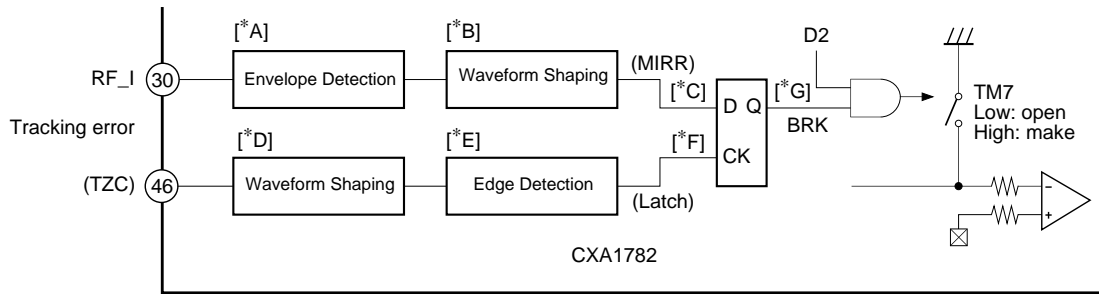 [*A]
[*B]
D2
RF_I
30
Envelope Detection
Waveform Shaping
(MIRR)
[*C]
D Q
[*G]
BRK
TM7
Low: open
High: make
Tracking error
[*D]
[*E]
[*F]
CK
(TZC)
46
Waveform Shaping
Edge Detection
(Latch)
−
+
CXA1782